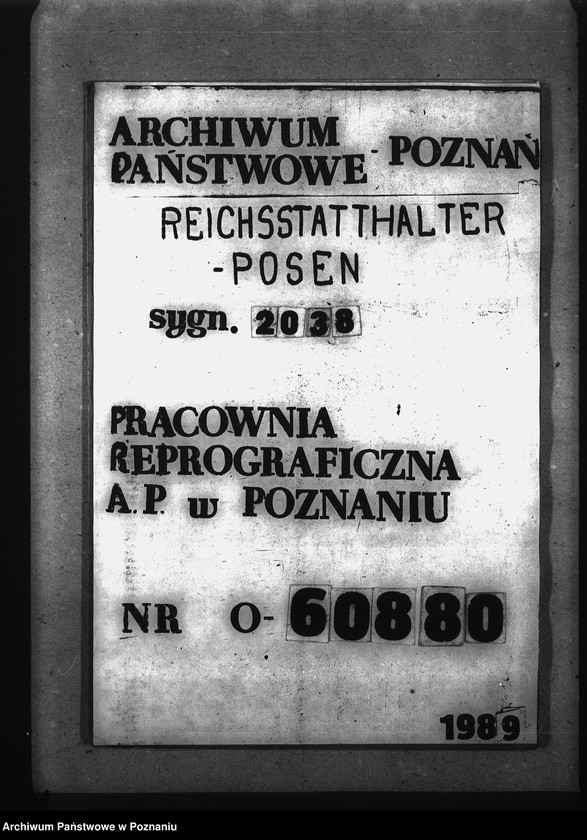 ARCHIWUM
PAŃSTWOWE - POZNAŃ
REICHSSTATTHALTER
-POSEN
sygn. 2038
PRACOWNIA
REPROGRAFICZNA
A.P. w POZNANIU
NR O-60880
1989
Archiwum Państwowe w Poznaniu